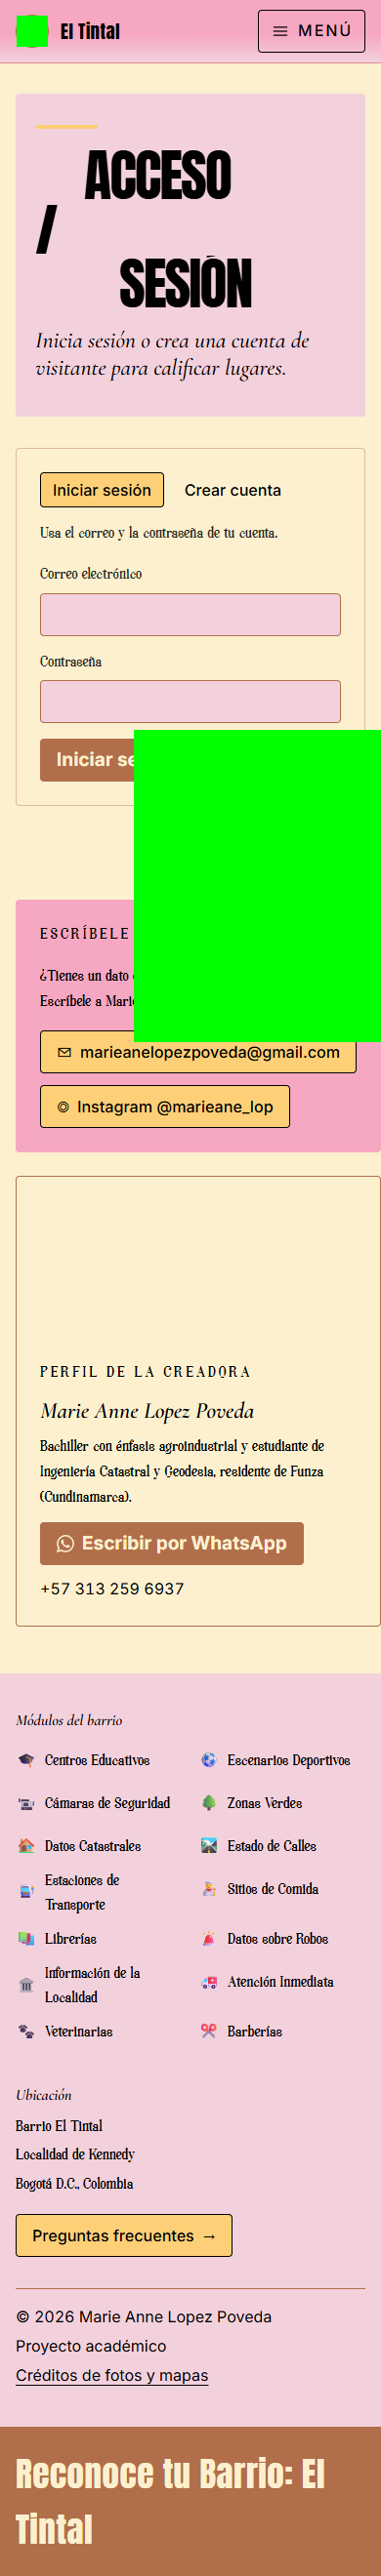 El Tintal
MENÚ
ACCESO
/
SESIÓN
Inicia sesión o crea una cuenta de
visitante para calificar lugares.
Iniciar sesión
Crear cuenta
Usa el correo y la contraseña de tu cuenta.
Correo electrónico
Contraseña
Iniciar
ESCRÍBELE
¿Tienes un dato
Escríbele a
marieanelopezpoveda@gmail.com
Instagram @marieane_lop
PERFIL DE LA CREADORA
Marie Anne Lopez Poveda
Bachiller con énfasis agroindustrial y estudiante de
Ingeniería Catastral y Geodesia, residente de Funza
(Cundinamarca).
Escribir por WhatsApp
+57 313 259 6937
Módulos del barrio
Centros Educativos
Escenarios Deportivos
Cámaras de Seguridad
Zonas Verdes
Datos Catastrales
Estado de Calles
Estaciones de
Transporte
Sitios de Comida
Librerías
Datos sobre Robos
Información de la
Localidad
Atención Inmediata
Veterinarias
Barberías
Ubicación
Barrio El Tintal
Localidad de Kennedy
Bogotá D.C., Colombia
Preguntas frecuentes →
© 2026 Marie Anne Lopez Poveda
Proyecto académico
Créditos de fotos y mapas
Reconoce tu Barrio: El
Tintal